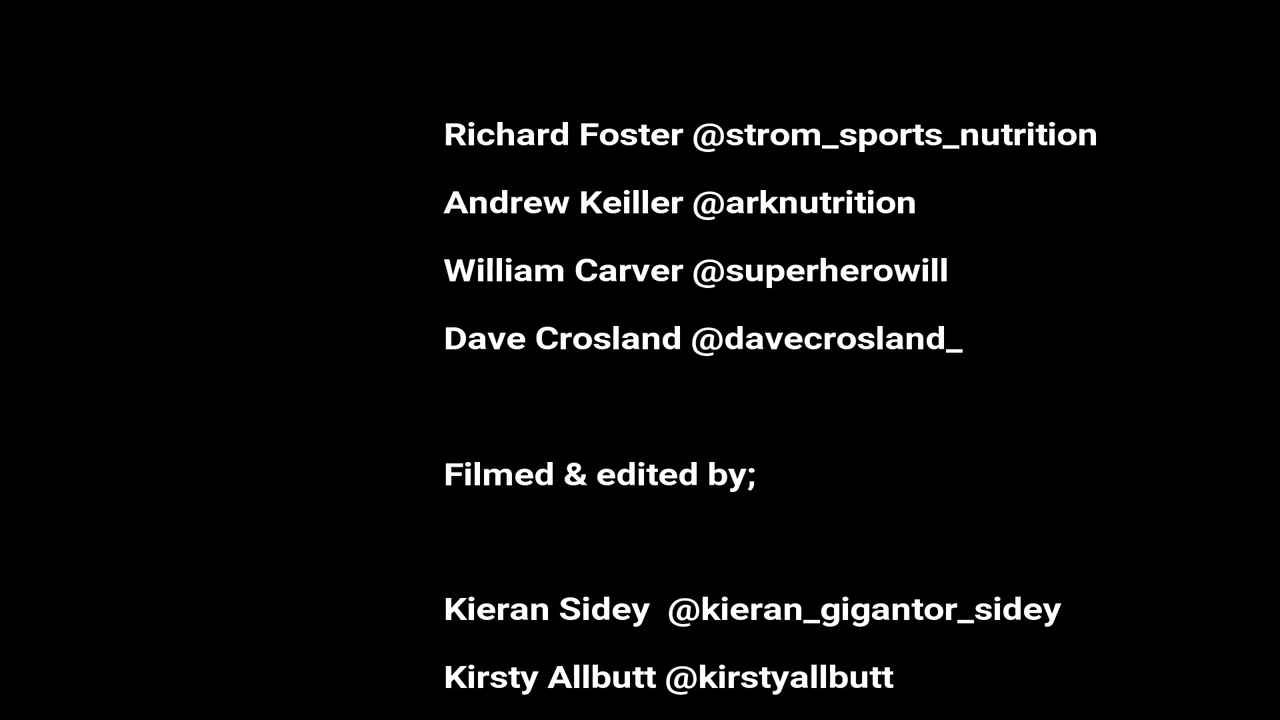 Richard Foster @strom_sports_nutrition
Andrew Keiller @arknutrition
William Carver @superherowill
Dave Crosland @davecrosland_
Filmed & edited by;
Kieran Sidey  @kieran_gigantor_sidey
Kirsty Allbutt @kirstyallbutt